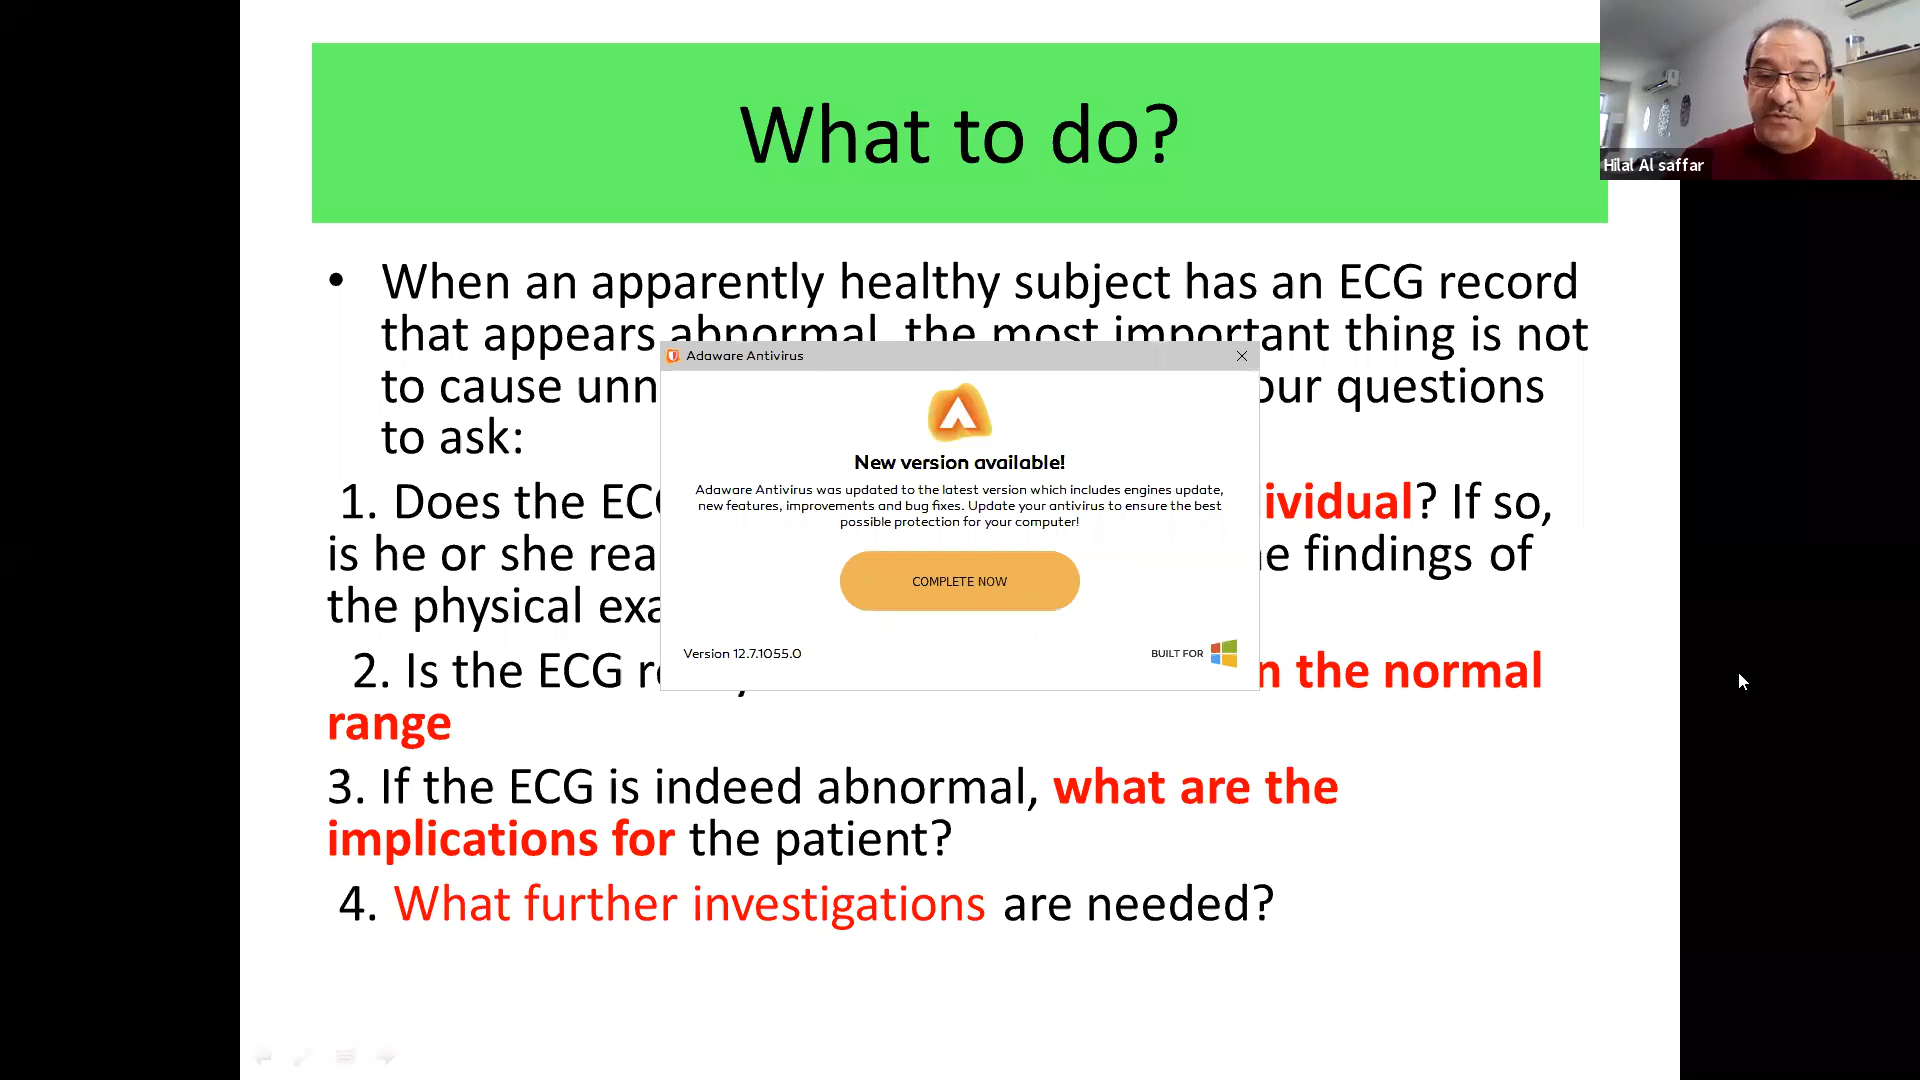 What to do?
Hilal Al saffar
• When an apparently healthy subject has an ECG record
that appears abnormal, the most important thing is not
to cause unn
our questions
to ask:
1. Does the EC
ividual? If so,
is he or she rea
e findings of
the physical exa
2. Is the ECG re
n the normal
range
3. If the ECG is indeed abnormal, what are the
implications for the patient?
4. What further investigations are needed?
Adaware Antivirus
New version available!
Adaware Antivirus was updated to the latest version which includes engines update,
new features, improvements and bug fixes. Update your antivirus to ensure the best
possible protection for your computer!
COMPLETE NOW
Version 12.7.1055.0
BUILT FOR